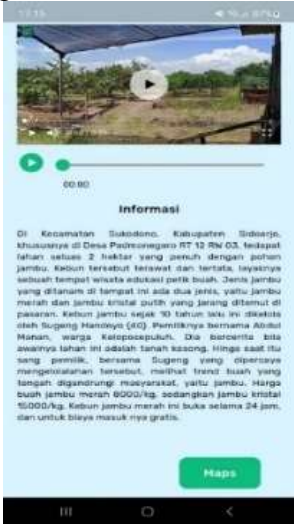 17.15
87%
00:00
Informasi
Di Kecamatan Sukodono, Kabupaten Sidoarjo,
khususnya di Desa RT 12 RW 03, tedapat
lahan seluas 2 hektar yang penuh dengan pohon
jambu. Kebun tersebut terawat dan tertata, layaknya
sebuah tempat wisata edukasi petik buah. Jenis jambu
yang ditanam di tempat ini ada dua jenis, yaitu jambu
merah dan jambu kristal putih yang jarang ditemui di
pasaran. Kebun jambu sejak 10 tahun lalu ini dikelola
oleh Sugeng Handoyo (40). Pemiliknya bernama Abdul
Manan, warga Keloposepuluh. Dia bercerita bila
awalnya lahan ini adalah tanah kosong. Hingga saat itu
sang pemilik, bersama Sugeng yang dipercaya
lahan tersebut, melihat trend buah yang
tengah digandrungi masyarakat, yaitu jambu. Harga
buah jambu merah 8000/kg, sedangkan jambu kristal
15000/kg. Kebun jambu merah ini buka selama 24 jam,
dan untuk biaya masuk nya gratis.
Maps